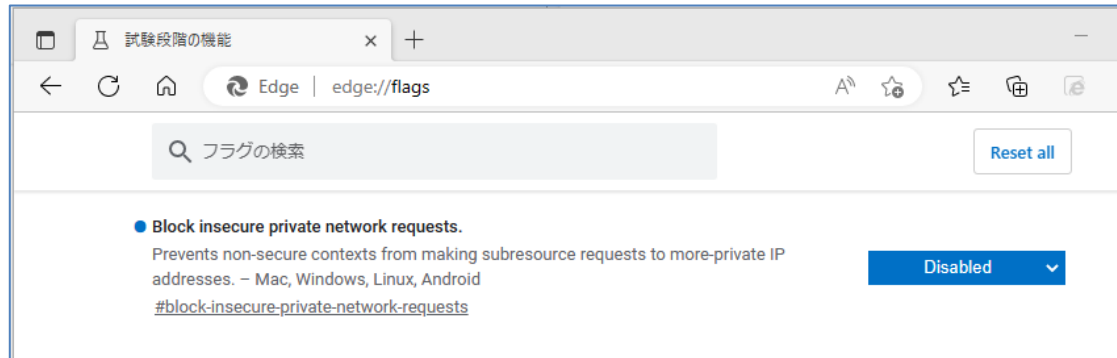 試験段階の機能
Edge | edge://flags
フラグの検索
Reset all
Block insecure private network requests.
Prevents non-secure contexts from making subresource requests to more-private IP
addresses. – Mac, Windows, Linux, Android
#block-insecure-private-network-requests
Disabled